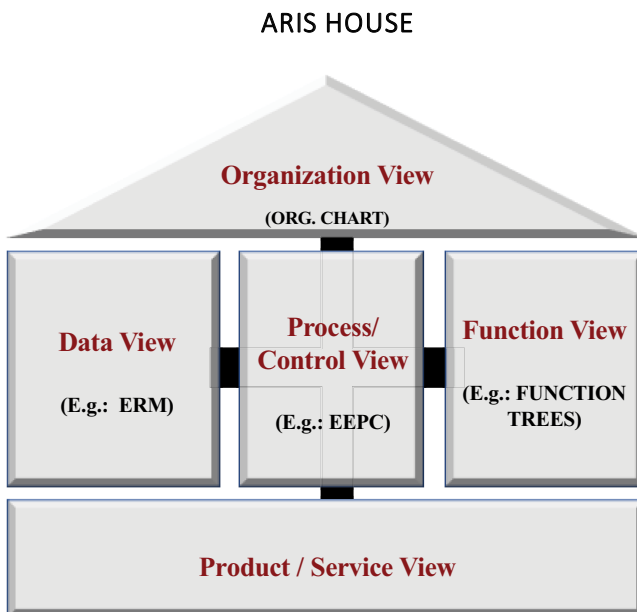 ARIS HOUSE
Organization View
(ORG. CHART)
Data View
(E.g.: ERM)
Process/
Control View
(E.g.: EEPC)
Function View
(E.g.: FUNCTION
TREES)
Product / Service View